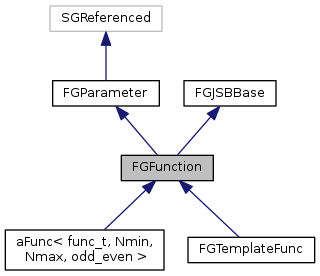 SGReferenced
FGParameter
FGJSBBase
FGFunction
aFunc< func_t, Nmin,
Nmax, odd_even >
FGTemplateFunc